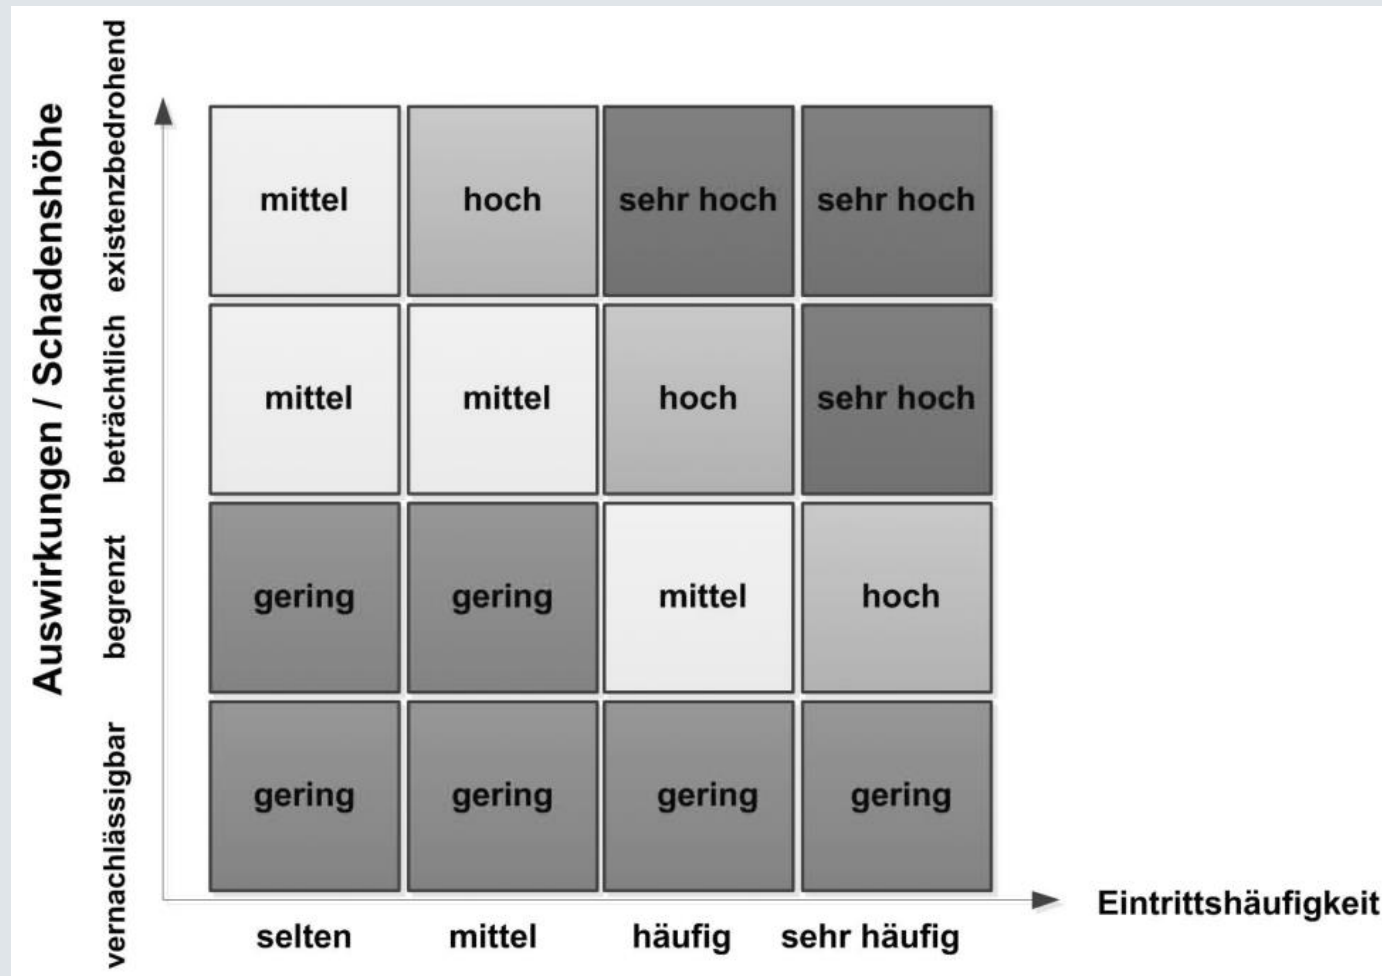 Auswirkungen / Schadenshöhe
existenzbedrohend
mittel hoch sehr hoch sehr hoch
beträchtlich
mittel mittel hoch sehr hoch
begrenzt
gering gering mittel hoch
vernachlässigbar
gering gering gering gering
Eintrittshäufigkeit
selten mittel häufig sehr häufig